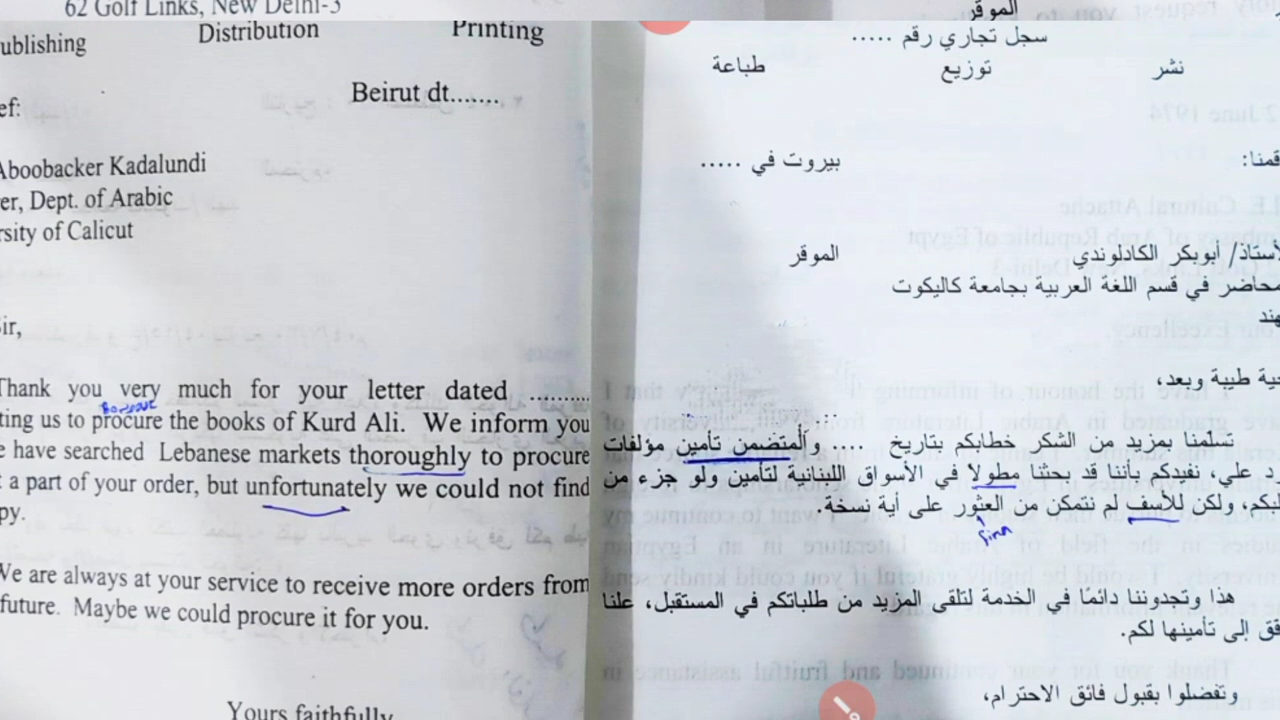 62 Golf Links, New Delhi-3
ublishing Distribution Printing
Beirut dt.......
ef:
Aboobacker Kadalundi
er, Dept. of Arabic
rsity of Calicut
Sir,
Thank you very much for your letter dated .........
ting us to procure the books of Kurd Ali. We inform you
e have searched Lebanese markets thoroughly to procure
t a part of your order, but unfortunately we could not find
py.
We are always at your service to receive more orders from
future. Maybe we could procure it for you.
Yours faithfully
الموقر
سجل تجاري رقم .....
نشر توزيع طباعة
قمنا: بيروت في .....
أستاذ/ أبوبكر الكادلوندي الموقر
محاضر في قسم اللغة العربية بجامعة كاليكوت
هند
حية طيبة وبعد،
تسلمنا بمزيد من الشكر خطابكم بتاريخ ..... والمتضمن تأمين مؤلفات
د علي، نفيدكم بأننا قد بحثنا مطولا في الأسواق اللبنانية لتأمين ولو جزء من
لبكم، ولكن للأسف لم نتمكن من العثور على أية نسخة.
هذا وتجدوننا دائمًا في الخدمة لتلقى المزيد من طلباتكم في المستقبل، علنا
فق إلى تأمينها لكم.
وتفضلوا بقبول فائق الاحترام،